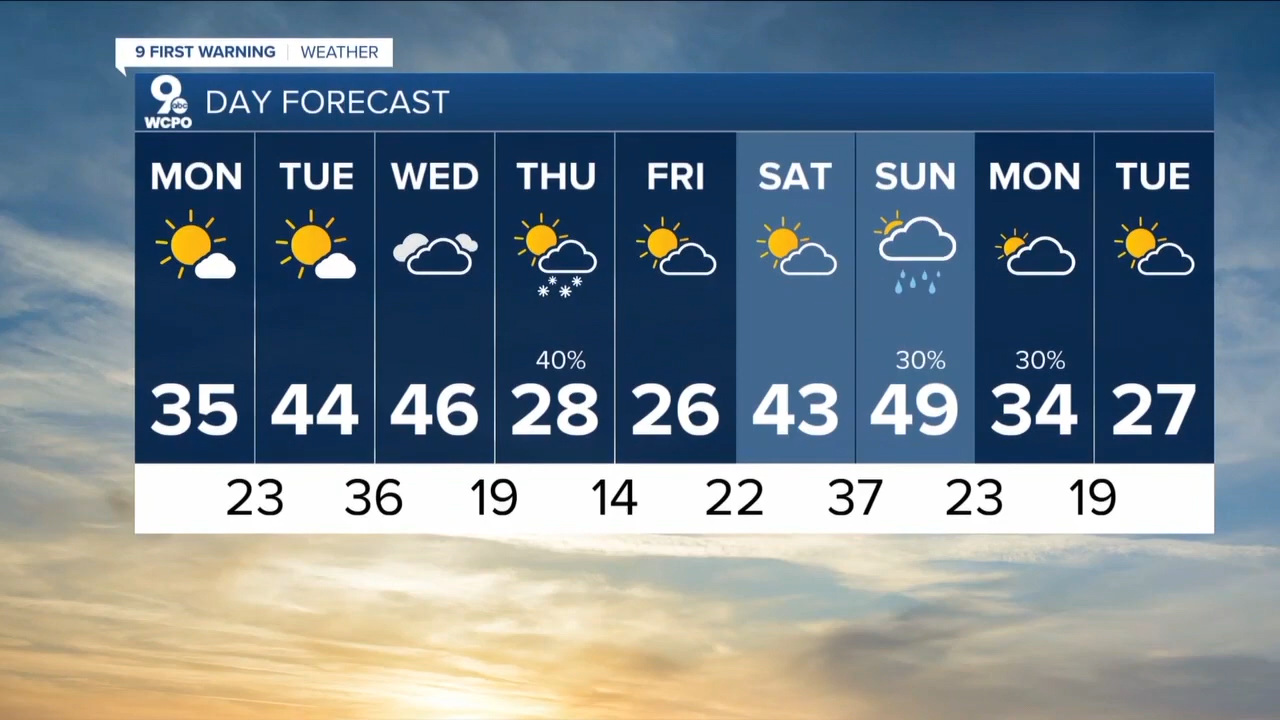 9 FIRST WARNING | WEATHER
9 abc WCPO DAY FORECAST
MON TUE WED THU FRI SAT SUN MON TUE
40% 30% 30%
35 44 46 28 26 43 49 34 27
23 36 19 14 22 37 23 19